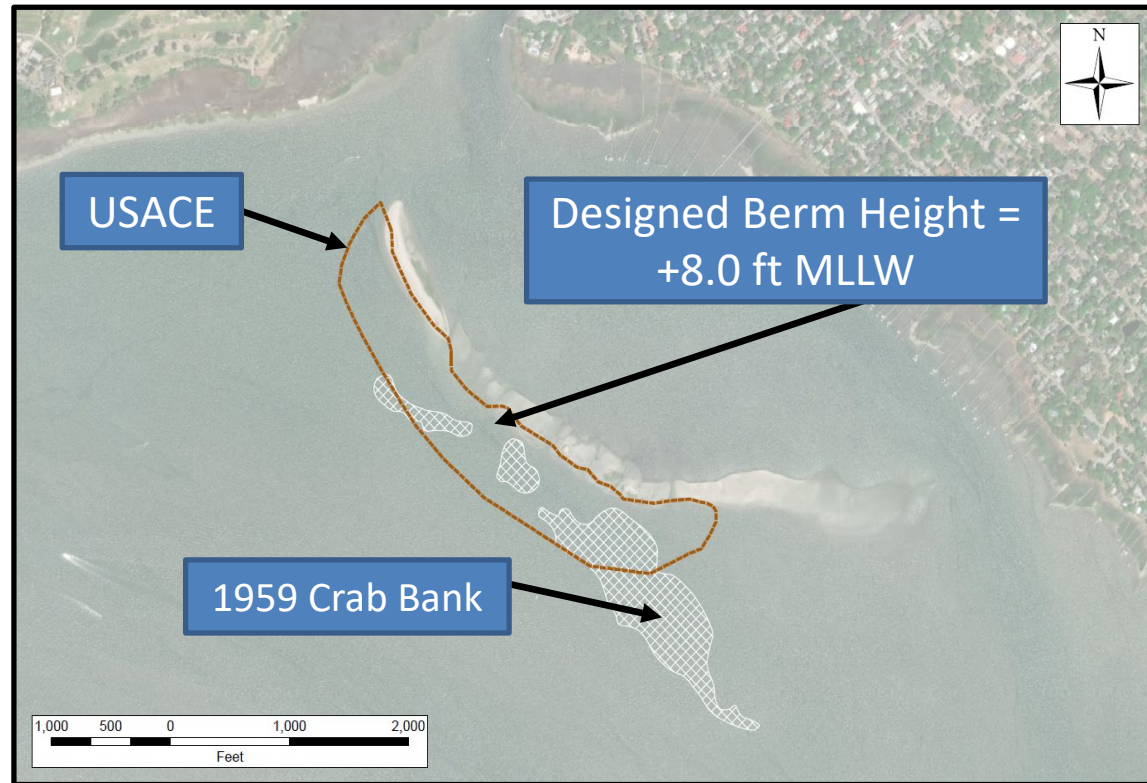 N
USACE
Designed Berm Height =
+8.0 ft MLLW
1959 Crab Bank
1,000 500 0 1,000 2,000
Feet